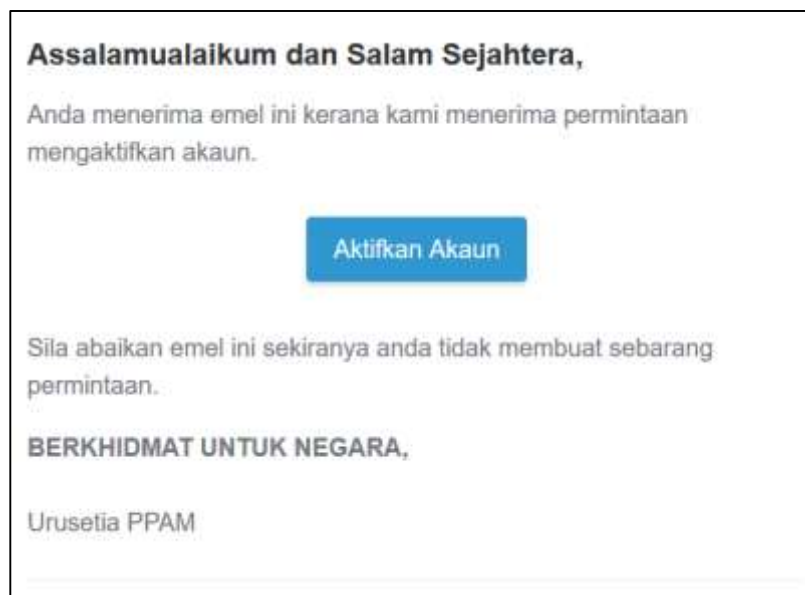 Assalamualaikum dan Salam Sejahtera,
Anda menerima emel ini kerana kami menerima permintaan
mengaktifkan akaun.
Aktifkan Akaun
Sila abaikan emel ini sekiranya anda tidak membuat sebarang
permintaan.
BERKHIDMAT UNTUK NEGARA,
Urusetia PPAM